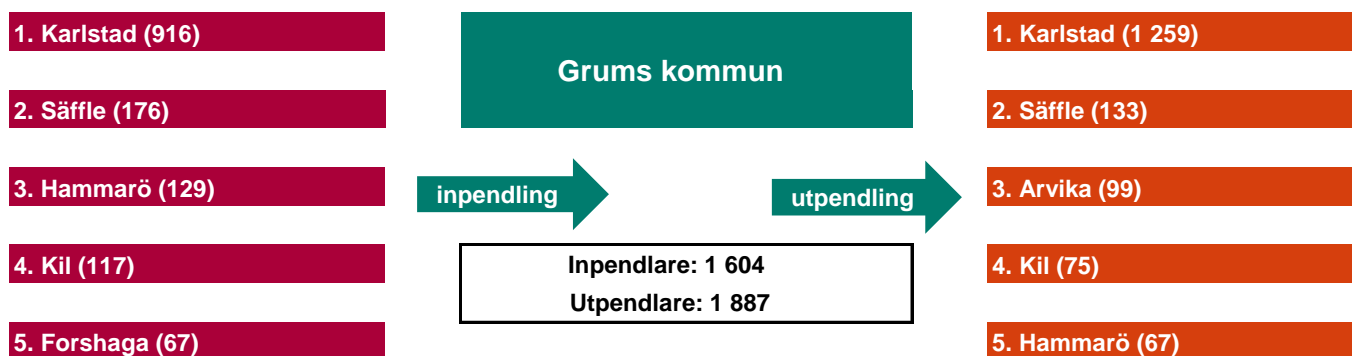 1. Karlstad (916)
2. Säffle (176)
3. Hammarö (129)
4. Kil (117)
5. Forshaga (67)
Grums kommun
inpendling
utpendling
Inpendlare: 1 604
Utpendlare: 1 887
1. Karlstad (1 259)
2. Säffle (133)
3. Arvika (99)
4. Kil (75)
5. Hammarö (67)